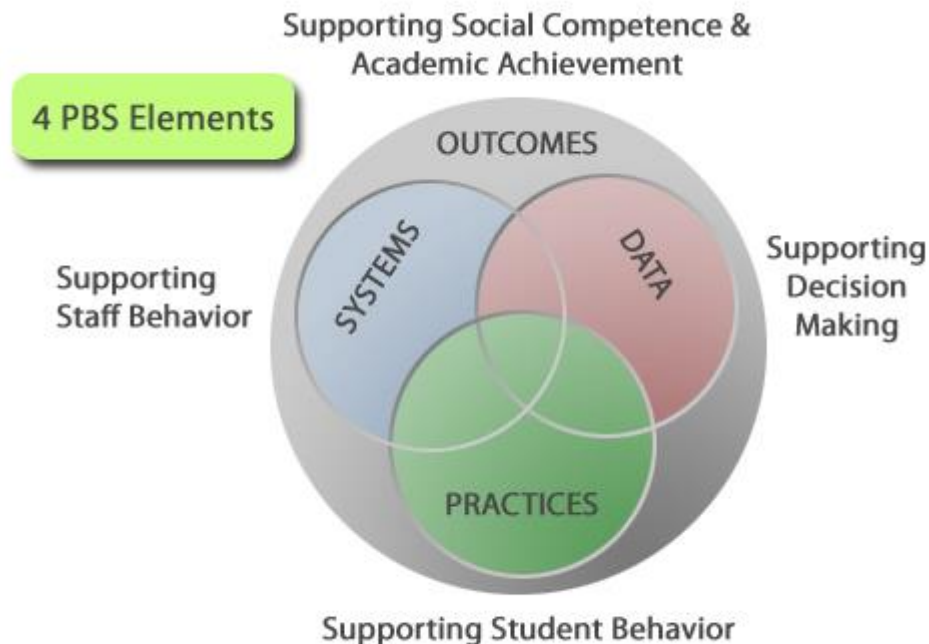 Supporting Social Competence &
Academic Achievement
4 PBS Elements
OUTCOMES
SYSTEMS
DATA
Supporting
Staff Behavior
Supporting
Decision
Making
PRACTICES
Supporting Student Behavior